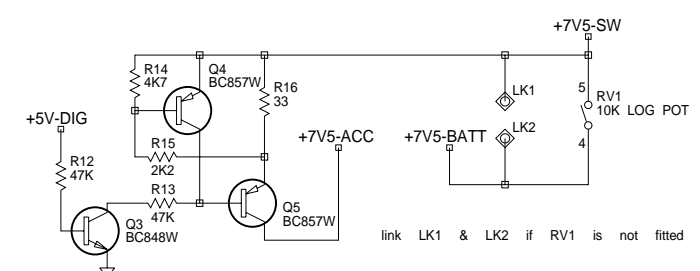 +7V5-SW
R14
4K7
Q4
BC857W
R16
33
LK1
5
RV1
10K LOG POT
+5V-DIG
R15
2K2
+7V5-ACC
+7V5-BATT
LK2
4
R12
47K
R13
47K
Q5
BC857W
Q3
BC848W
link LK1 & LK2 if RV1 is not fitted